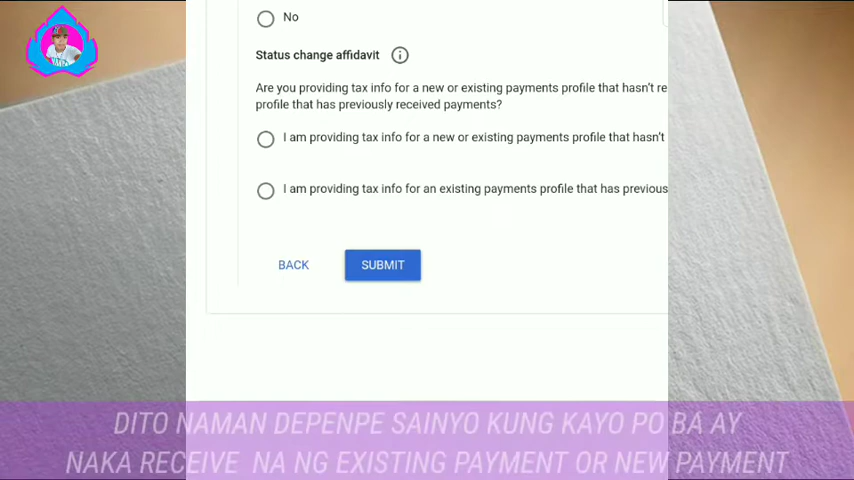 No
Status change affidavit
Are you providing tax info for a new or existing payments profile that hasn't re
profile that has previously received payments?
I am providing tax info for a new or existing payments profile that hasn't
I am providing tax info for an existing payments profile that has previous
BACK SUBMIT
DITO NAMAN DEPENPE SAINYO KUNG KAYO PO BA AY
NAKA RECEIVE NA NG EXISTING PAYMENT OR NEW PAYMENT